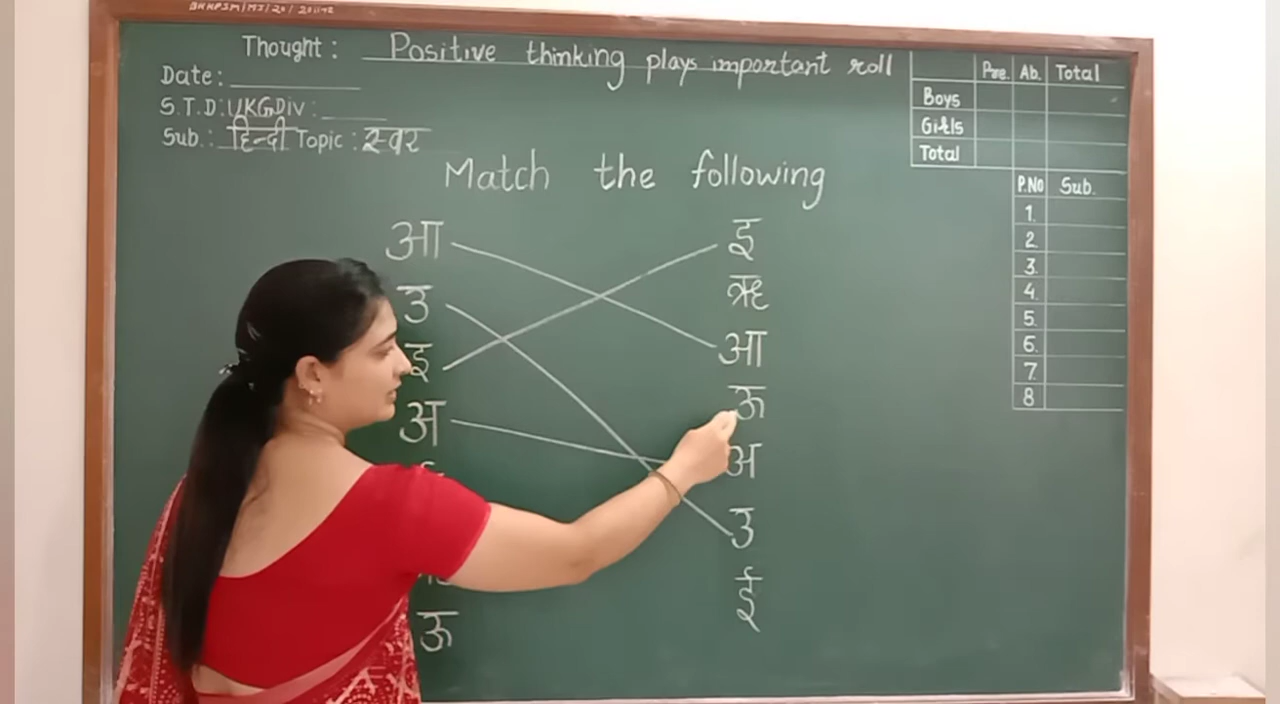 Thought: Positive thinking plays important roll
Date:
S.T.D: UKG Div:
Sub.: हिन्दी Topic: स्वर
Pre. Ab. Total
Boys
Girls
Total
P.No Sub.
1.
2.
3.
4.
5.
6.
7.
8
Match the following
आ इ
उ ऋ
इ आ
अ ऊ
अ
उ
ई
ऊ